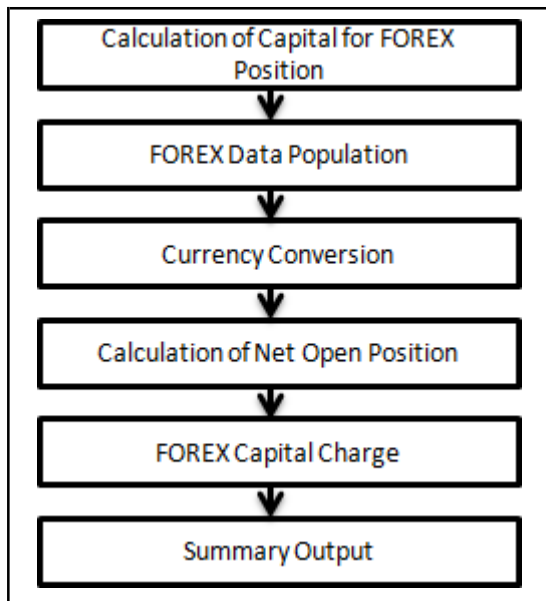 Calculation of Capital for FOREX
Position
FOREX Data Population
Currency Conversion
Calculation of Net Open Position
FOREX Capital Charge
Summary Output